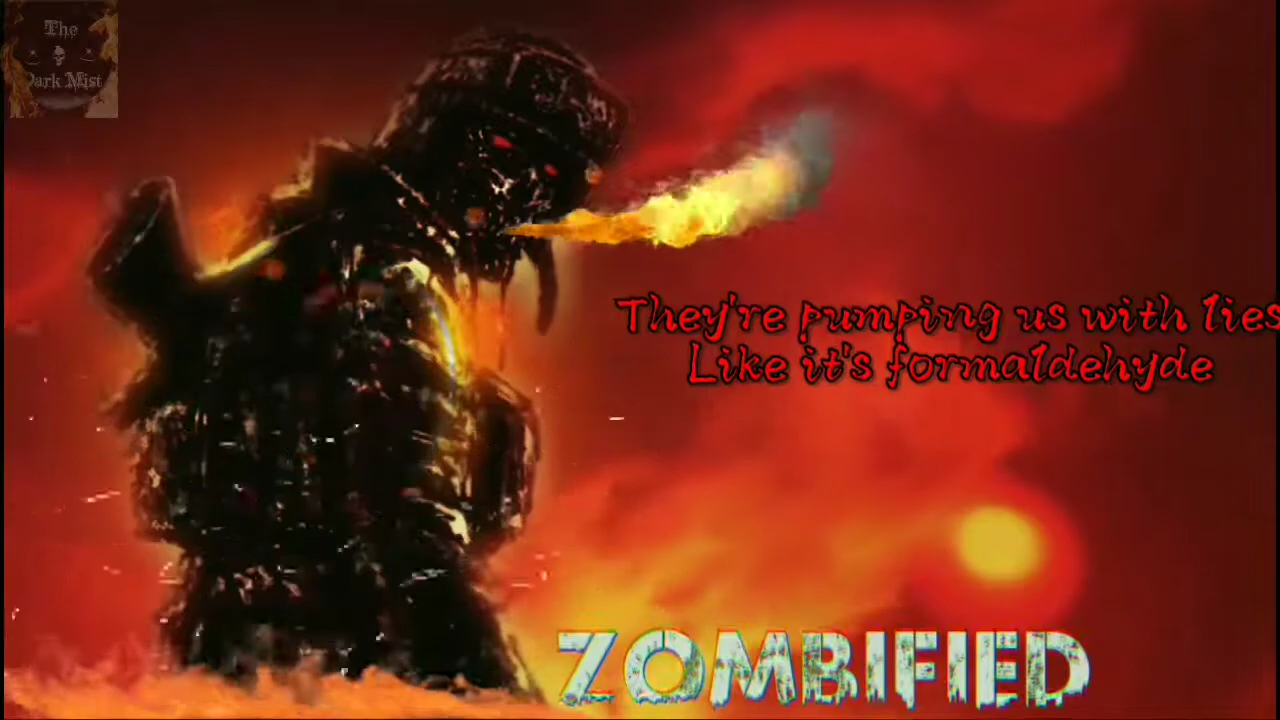 The
Dark Mist
They're pumping us with lies
Like it's formaldehyde
ZOMBIFIED